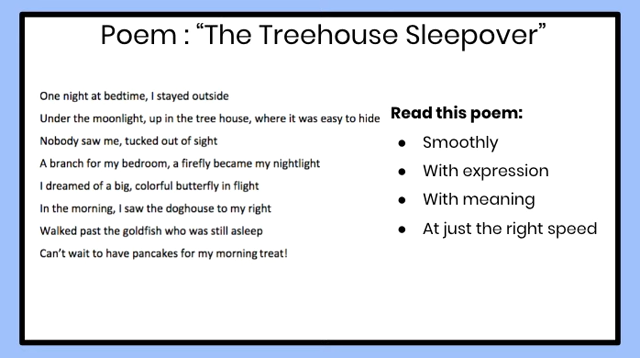 Poem : “The Treehouse Sleepover”
One night at bedtime, I stayed outside
Under the moonlight, up in the tree house, where it was easy to hide
Nobody saw me, tucked out of sight
A branch for my bedroom, a firefly became my nightlight
I dreamed of a big, colorful butterfly in flight
In the morning, I saw the doghouse to my right
Walked past the goldfish who was still asleep
Can’t wait to have pancakes for my morning treat!
Read this poem:
● Smoothly
● With expression
● With meaning
● At just the right speed